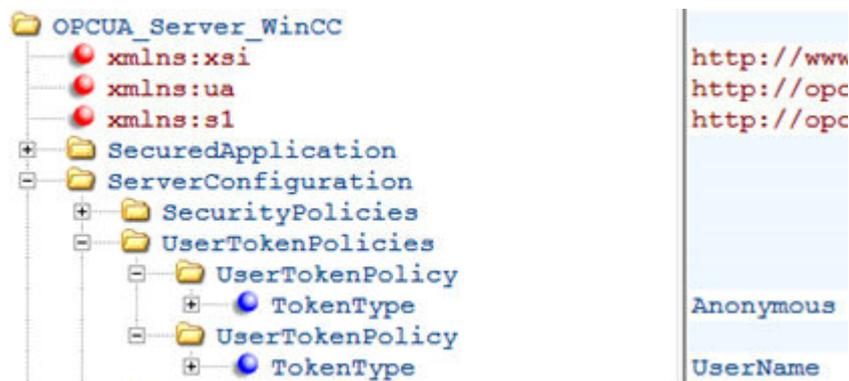 OPCUA_Server_WinCC
xmlns:xsi http://www
xmlns:ua http://opc
xmlns:s1 http://opc
SecuredApplication
ServerConfiguration
SecurityPolicies
UserTokenPolicies
UserTokenPolicy
TokenType Anonymous
UserTokenPolicy
TokenType UserName